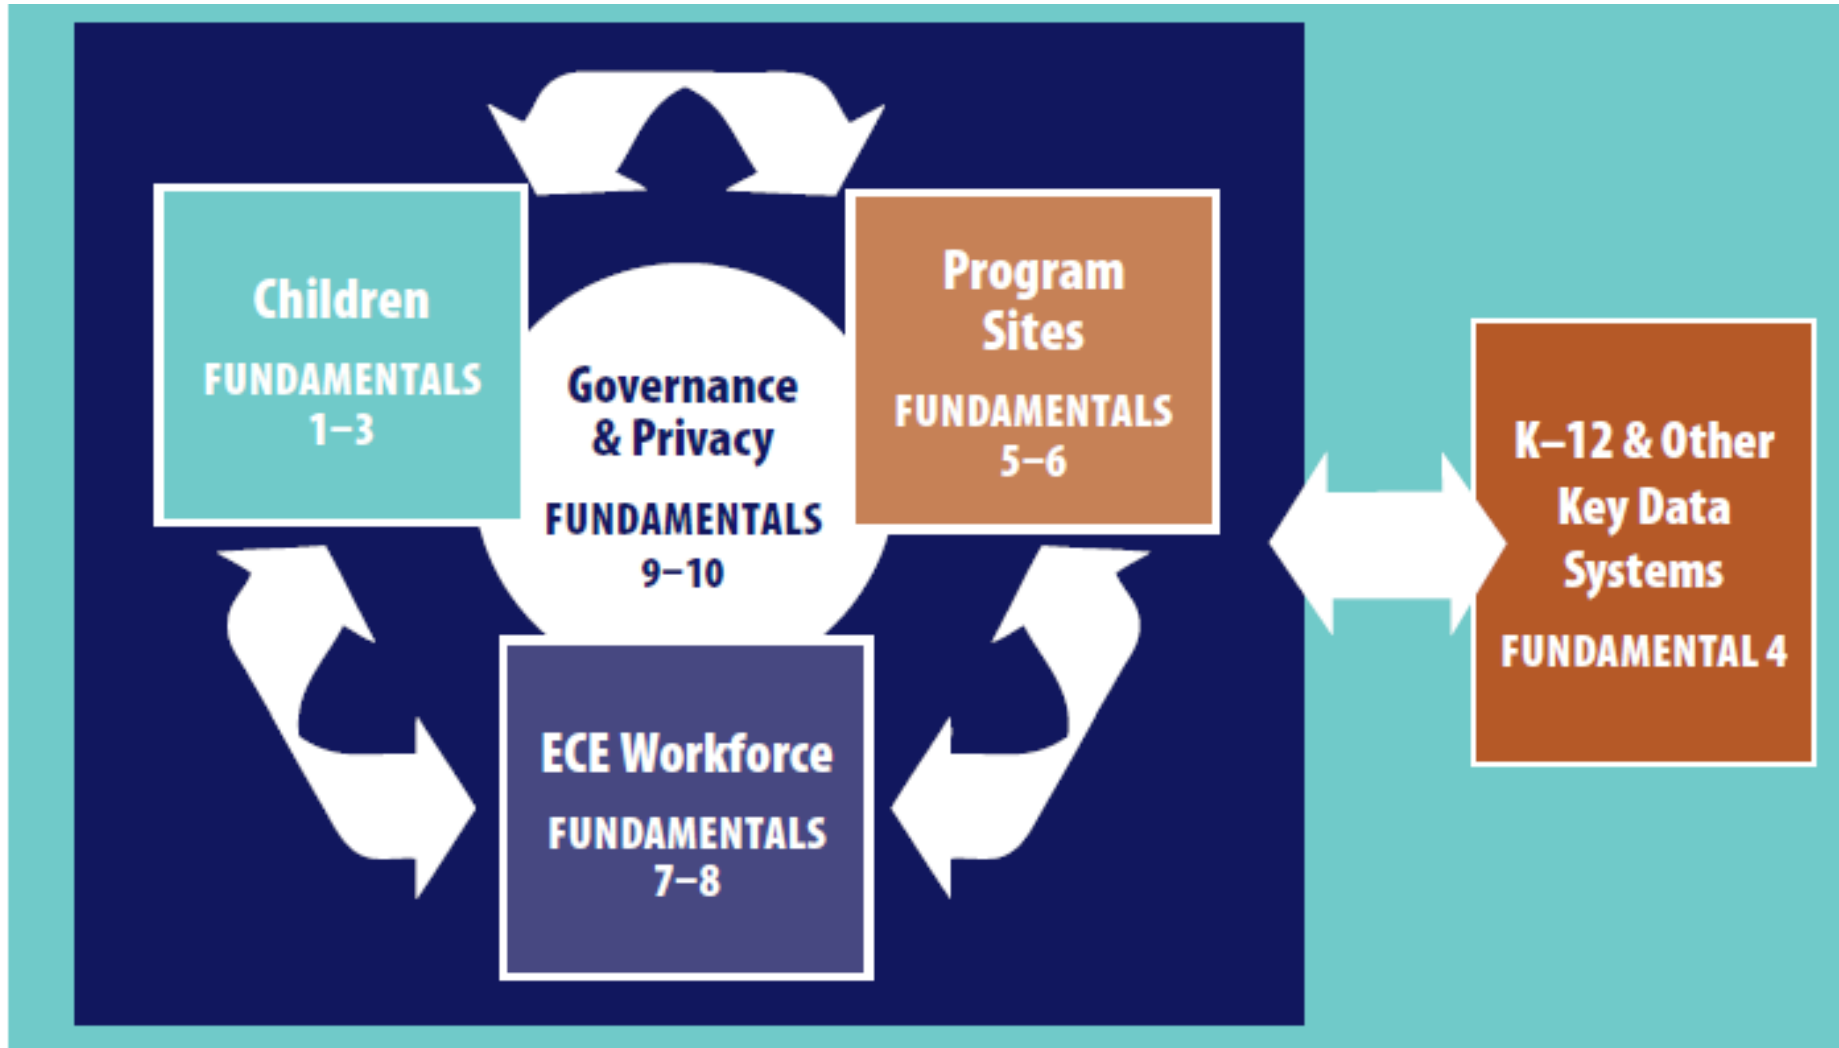 Children
FUNDAMENTALS
1–3
Governance
& Privacy
FUNDAMENTALS
9–10
Program
Sites
FUNDAMENTALS
5–6
ECE Workforce
FUNDAMENTALS
7–8
K–12 & Other
Key Data
Systems
FUNDAMENTAL 4